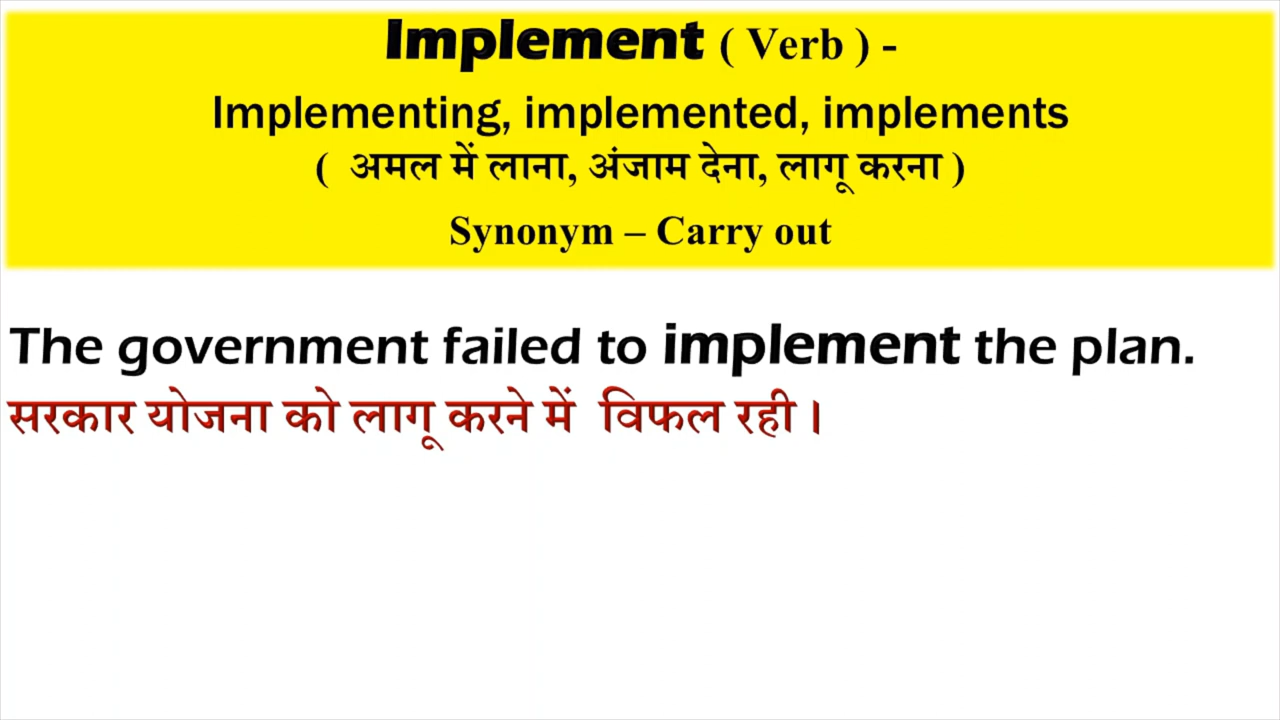 Implement ( Verb ) -
Implementing, implemented, implements
( अमल में लाना, अंजाम देना, लागू करना )
Synonym – Carry out
The government failed to implement the plan.
सरकार योजना को लागू करने में विफल रही ।